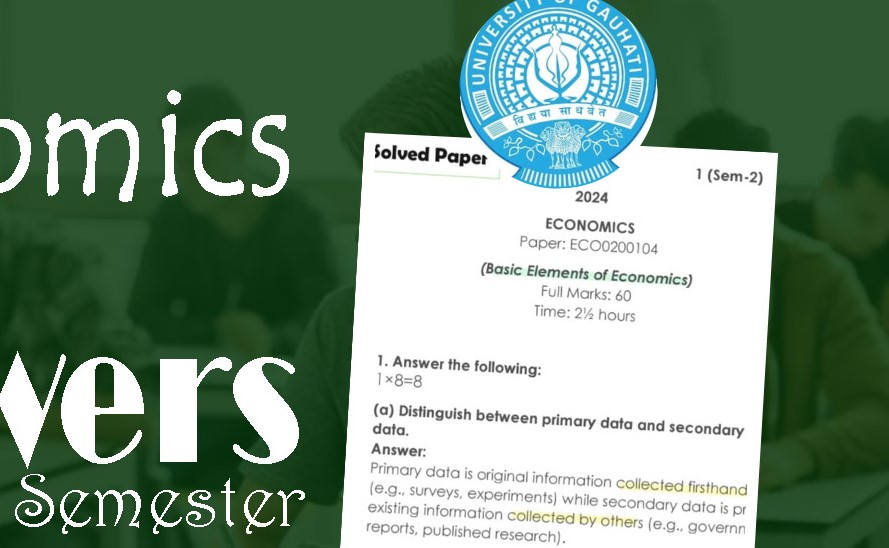 omics
wers
Semester
UNIVERSITY OF GAUHATI
विद्यया साधयेत
Solved Paper
1 (Sem-2)
2024
ECONOMICS
Paper: ECO0200104
(Basic Elements of Economics)
Full Marks: 60
Time: 2½ hours
1. Answer the following:
1×8=8
(a) Distinguish between primary data and secondary
data.
Answer:
Primary data is original information collected firsthand
(e.g., surveys, experiments) while secondary data is pr
existing information collected by others (e.g., governm
reports, published research).